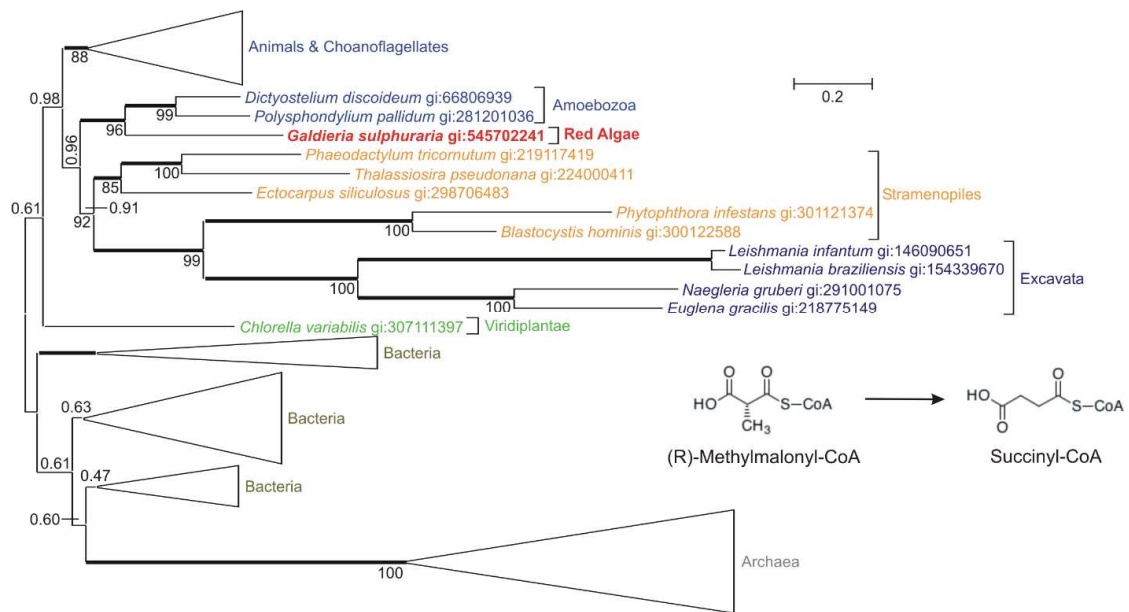 Animals & Choanoflagellates
88
0.98
0.2
Dictyostelium discoideum gi:66806939
Polysphondylium pallidum gi:281201036
Amoebozoa
99
96
Galdieria sulphuraria gi:545702241
Red Algae
0.96
Phaeodactylum tricornutum gi:219117419
Thalassiosira pseudonana gi:224000411
100
85
Ectocarpus siliculosus gi:298706483
Stramenopiles
0.91
0.61
92
Phytophthora infestans gi:301121374
Blastocystis hominis gi:300122588
100
99
Leishmania infantum gi:146090651
Leishmania braziliensis gi:154339670
Excavata
100
Naegleria gruberi gi:291001075
Euglena gracilis gi:218775149
100
Chlorella variabilis gi:307111397
Viridiplantae
Bacteria
0.63
Bacteria
0.61
0.47
Bacteria
0.60
100
Archaea
O O
HO S–CoA
CH3
(R)-Methylmalonyl-CoA
O
HO
S–CoA
O
Succinyl-CoA